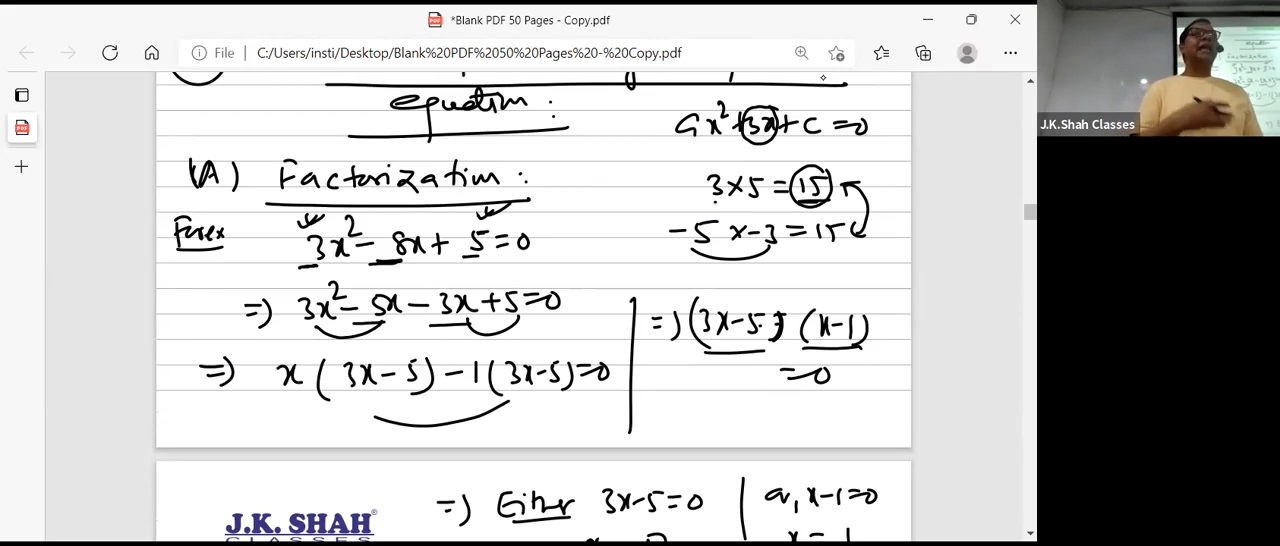 *Blank PDF 50 Pages - Copy.pdf
File C:/Users/insti/Desktop/Blank%20PDF%2050%20Pages%20-%20Copy.pdf
equation :
ax²+bx+c=0
(A) Factorization :
3×5=15
For ex 3x²-8x+5=0
-5×-3=15
=) 3x²-5x-3x+5=0
=) (3x-5)(x-1)
=0
=) x(3x-5)-1(3x-5)=0
=) Either 3x-5=0
or, x-1=0
x=1
J.K. SHAH
CLASSES
J.K.Shah Classes